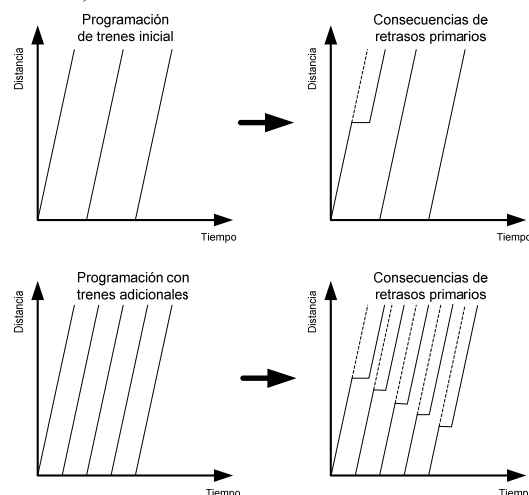 Programación
de trenes inicial
Distancia
Tiempo
Consecuencias de
retrasos primarios
Distancia
Tiempo
Programación con
trenes adicionales
Distancia
Tiempo
Consecuencias de
retrasos primarios
Distancia
Tiempo